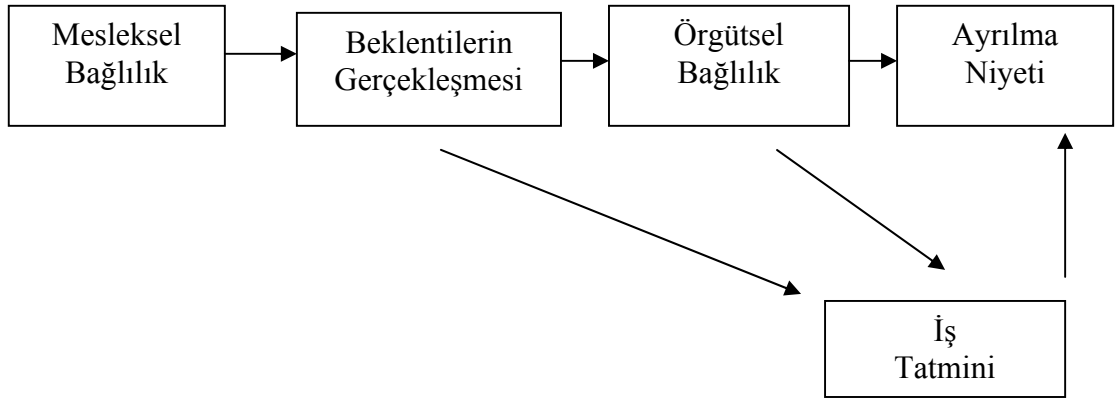 Mesleksel
Bağlılık
Beklentilerin
Gerçekleşmesi
Örgütsel
Bağlılık
Ayrılma
Niyeti
İş
Tatmini